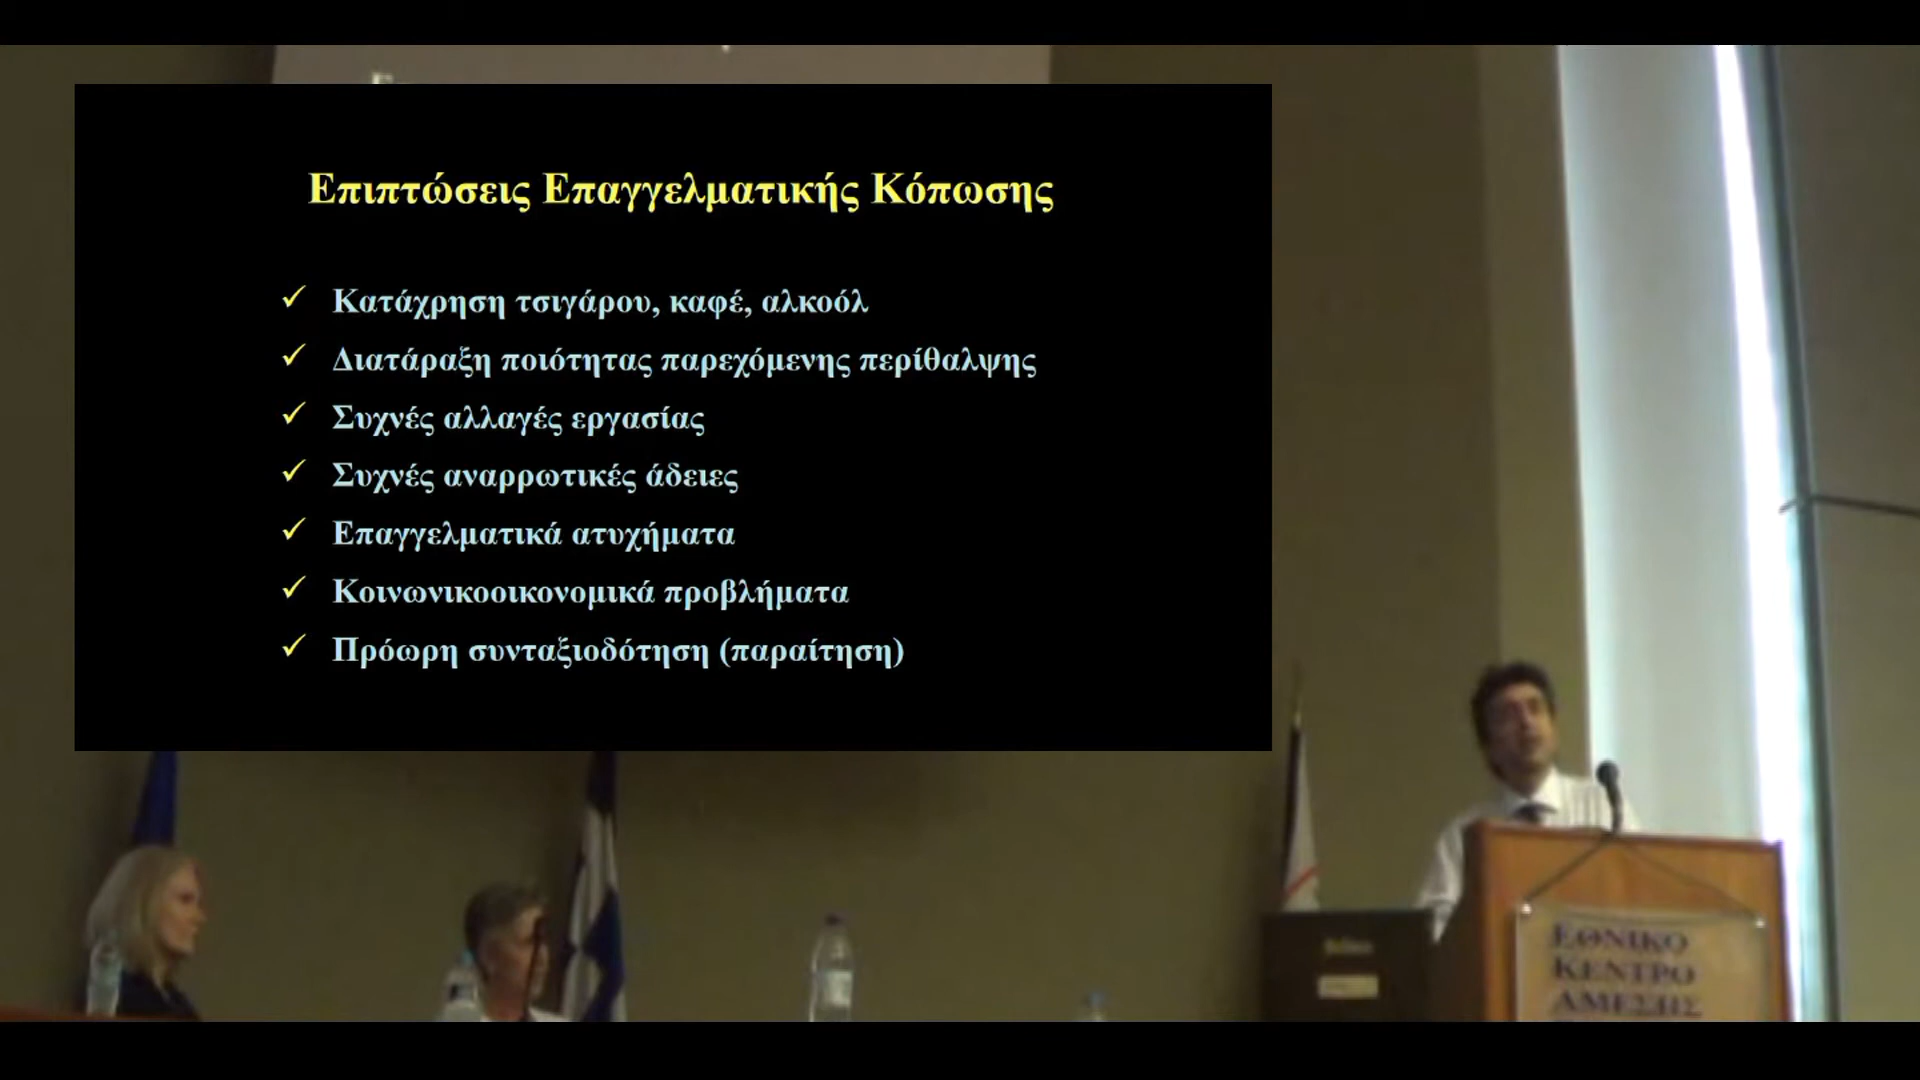 Επιπτώσεις Επαγγελματικής Κόπωσης
Κατάχρηση τσιγάρου, καφέ, αλκοόλ
Διατάραξη ποιότητας παρεχόμενης περίθαλψης
Συχνές αλλαγές εργασίας
Συχνές αναρρωτικές άδειες
Επαγγελματικά ατυχήματα
Κοινωνικοοικονομικά προβλήματα
Πρόωρη συνταξιοδότηση (παραίτηση)
ΕΘΝΙΚΟ
ΚΕΝΤΡΟ
ΑΜΕΣΗΣ